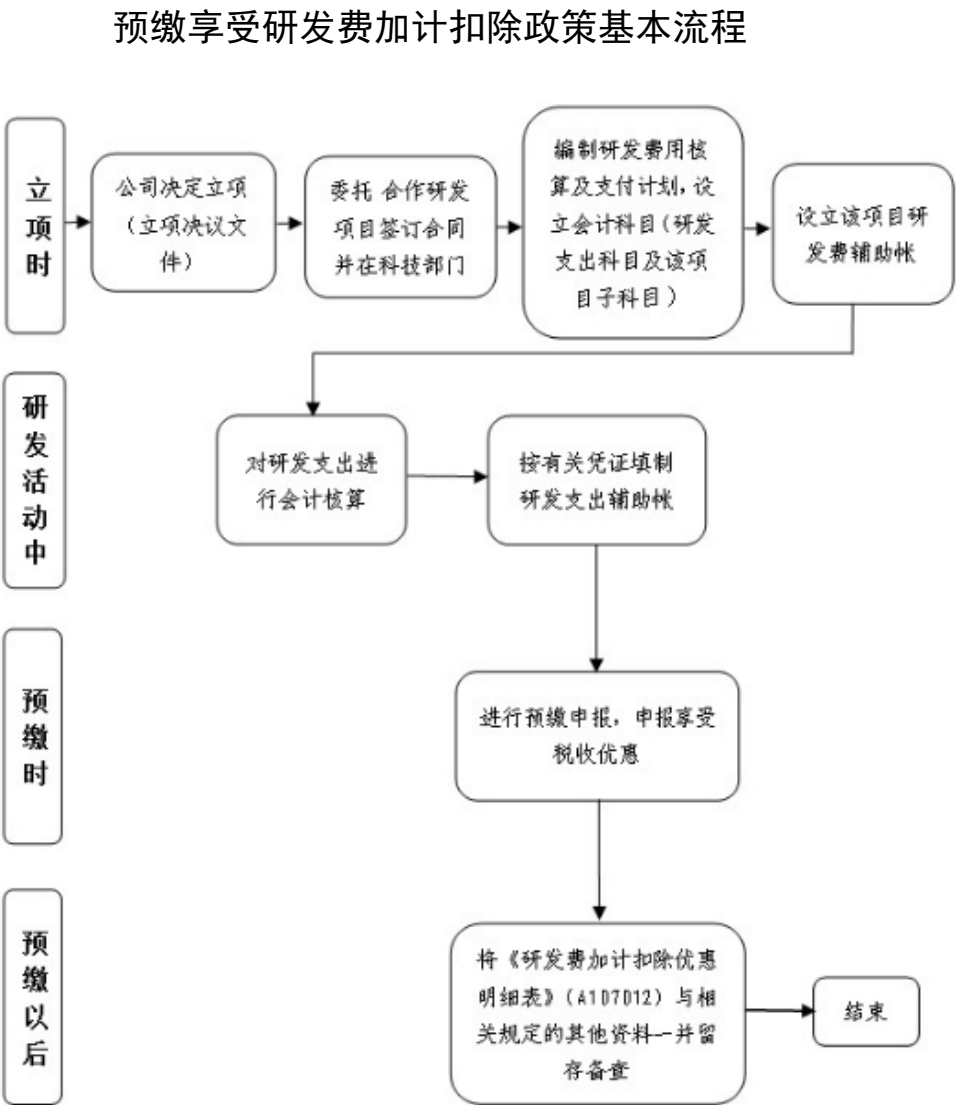 预缴享受研发费加计扣除政策基本流程
立
项
时
公司决定立项
（立项决议文
件）
委托 合作研发
项目签订合同
并在科技部门
编制研发费用核
算及支付计划，设
立会计科目（研发
支出科目及该项
目子科目）
设立该项目研
发费辅助帐
研
发
活
动
中
对研发支出进
行会计核算
按有关凭证填制
研发支出辅助帐
预
缴
时
进行预缴申报，申报享受
税收优惠
预
缴
以
后
将《研发费加计扣除优惠
明细表》（A107012）与相
关规定的其他资料一并留
存备查
结束